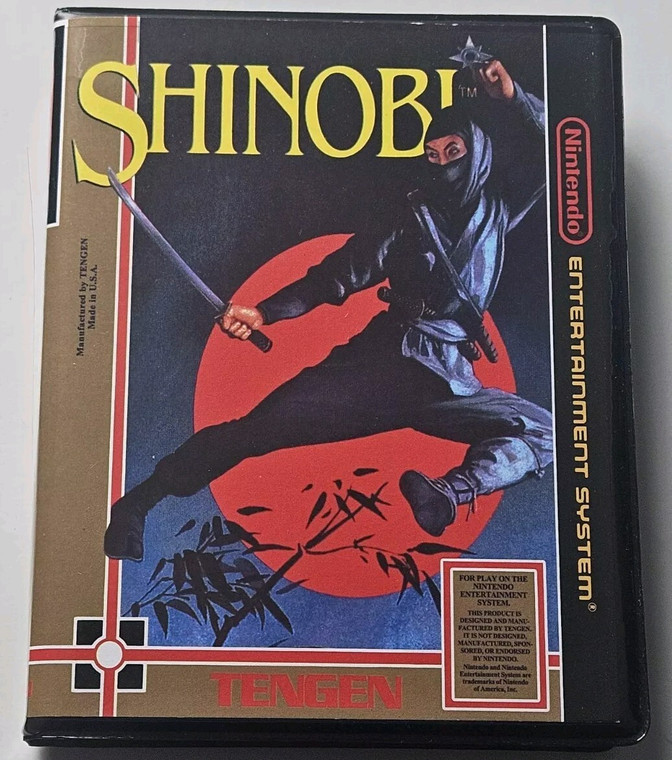 SHINOBI
TM
Nintendo
ENTERTAINMENT SYSTEM®
Manufactured by TENGEN
Made in U.S.A.
FOR PLAY ON THE
NINTENDO
ENTERTAINMENT
SYSTEM.
THIS PRODUCT IS
DESIGNED AND MANU-
FACTURED BY TENGEN.
IT IS NOT DESIGNED,
MANUFACTURED, SPON-
SORED, OR ENDORSED
BY NINTENDO.
Nintendo and Nintendo
Entertainment System are
trademarks of Nintendo
of America, Inc.
TENGEN